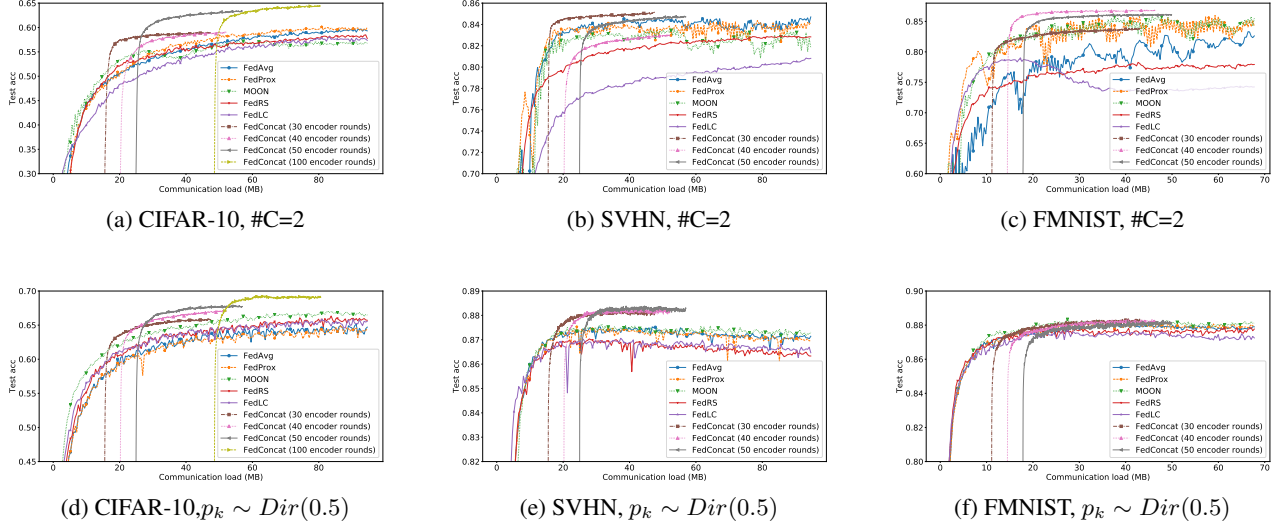 0.65
0.60
0.55
0.50
0.45
0.40
0.35
0.30
Test acc
0 20 40 60 80
Communication load (MB)
FedAvg
FedProx
MOON
FedRS
FedLC
FedConcat (30 encoder rounds)
FedConcat (40 encoder rounds)
FedConcat (50 encoder rounds)
FedConcat (100 encoder rounds)
(a) CIFAR-10, #C=2
0.86
0.84
0.82
0.80
0.78
0.76
0.74
0.72
0.70
Test acc
0 20 40 60 80
Communication load (MB)
FedAvg
FedProx
MOON
FedRS
FedLC
FedConcat (30 encoder rounds)
FedConcat (40 encoder rounds)
FedConcat (50 encoder rounds)
(b) SVHN, #C=2
0.85
0.80
0.75
0.70
0.65
0.60
Test acc
0 10 20 30 40 50 60 70
Communication load (MB)
FedAvg
FedProx
MOON
FedRS
FedLC
FedConcat (30 encoder rounds)
FedConcat (40 encoder rounds)
FedConcat (50 encoder rounds)
(c) FMNIST, #C=2
0.70
0.65
0.60
0.55
0.50
0.45
Test acc
0 20 40 60 80
Communication load (MB)
FedAvg
FedProx
MOON
FedRS
FedLC
FedConcat (30 encoder rounds)
FedConcat (40 encoder rounds)
FedConcat (50 encoder rounds)
FedConcat (100 encoder rounds)
(d) CIFAR-10,p_k ∼ Dir(0.5)
0.89
0.88
0.87
0.86
0.85
0.84
0.83
0.82
Test acc
0 20 40 60 80
Communication load (MB)
FedAvg
FedProx
MOON
FedRS
FedLC
FedConcat (30 encoder rounds)
FedConcat (40 encoder rounds)
FedConcat (50 encoder rounds)
(e) SVHN, p_k ∼ Dir(0.5)
0.90
0.88
0.86
0.84
0.82
0.80
Test acc
0 10 20 30 40 50 60 70
Communication load (MB)
FedAvg
FedProx
MOON
FedRS
FedLC
FedConcat (30 encoder rounds)
FedConcat (40 encoder rounds)
FedConcat (50 encoder rounds)
(f) FMNIST, p_k ∼ Dir(0.5)